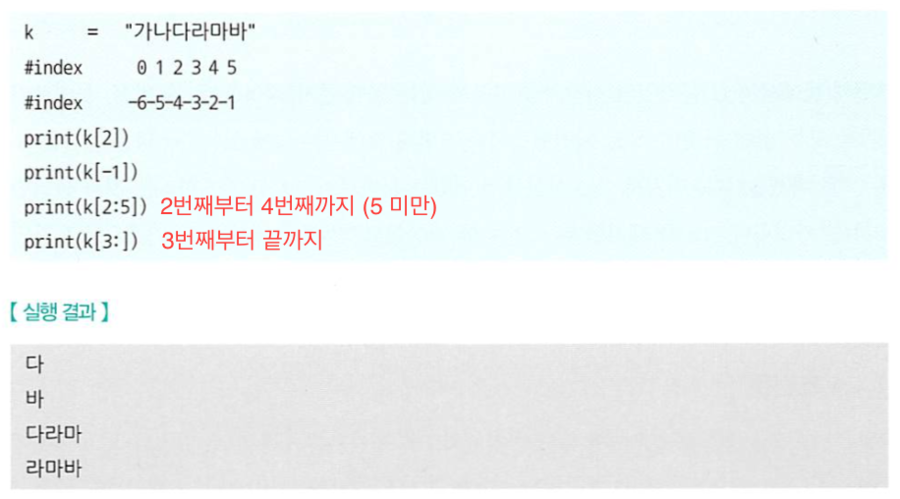 k = "가나다라마바"
#index 0 1 2 3 4 5
#index -6-5-4-3-2-1
print(k[2])
print(k[-1])
print(k[2:5]) 2번째부터 4번째까지 (5 미만)
print(k[3:]) 3번째부터 끝까지
【 실행 결과 】
다
바
다라마
라마바